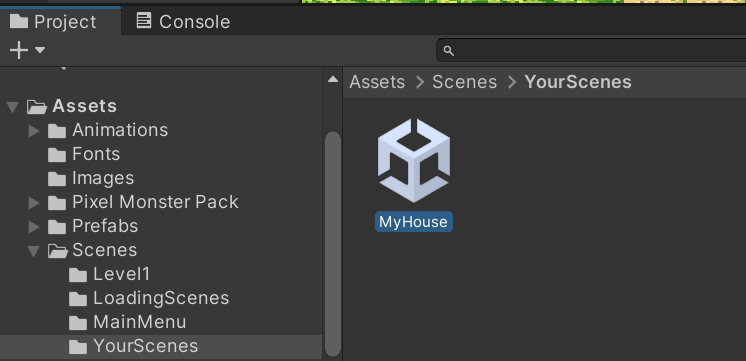 Project
Console
Assets > Scenes > YourScenes
Assets
Animations
Fonts
Images
Pixel Monster Pack
Prefabs
Scenes
Level1
LoadingScenes
MainMenu
YourScenes
MyHouse